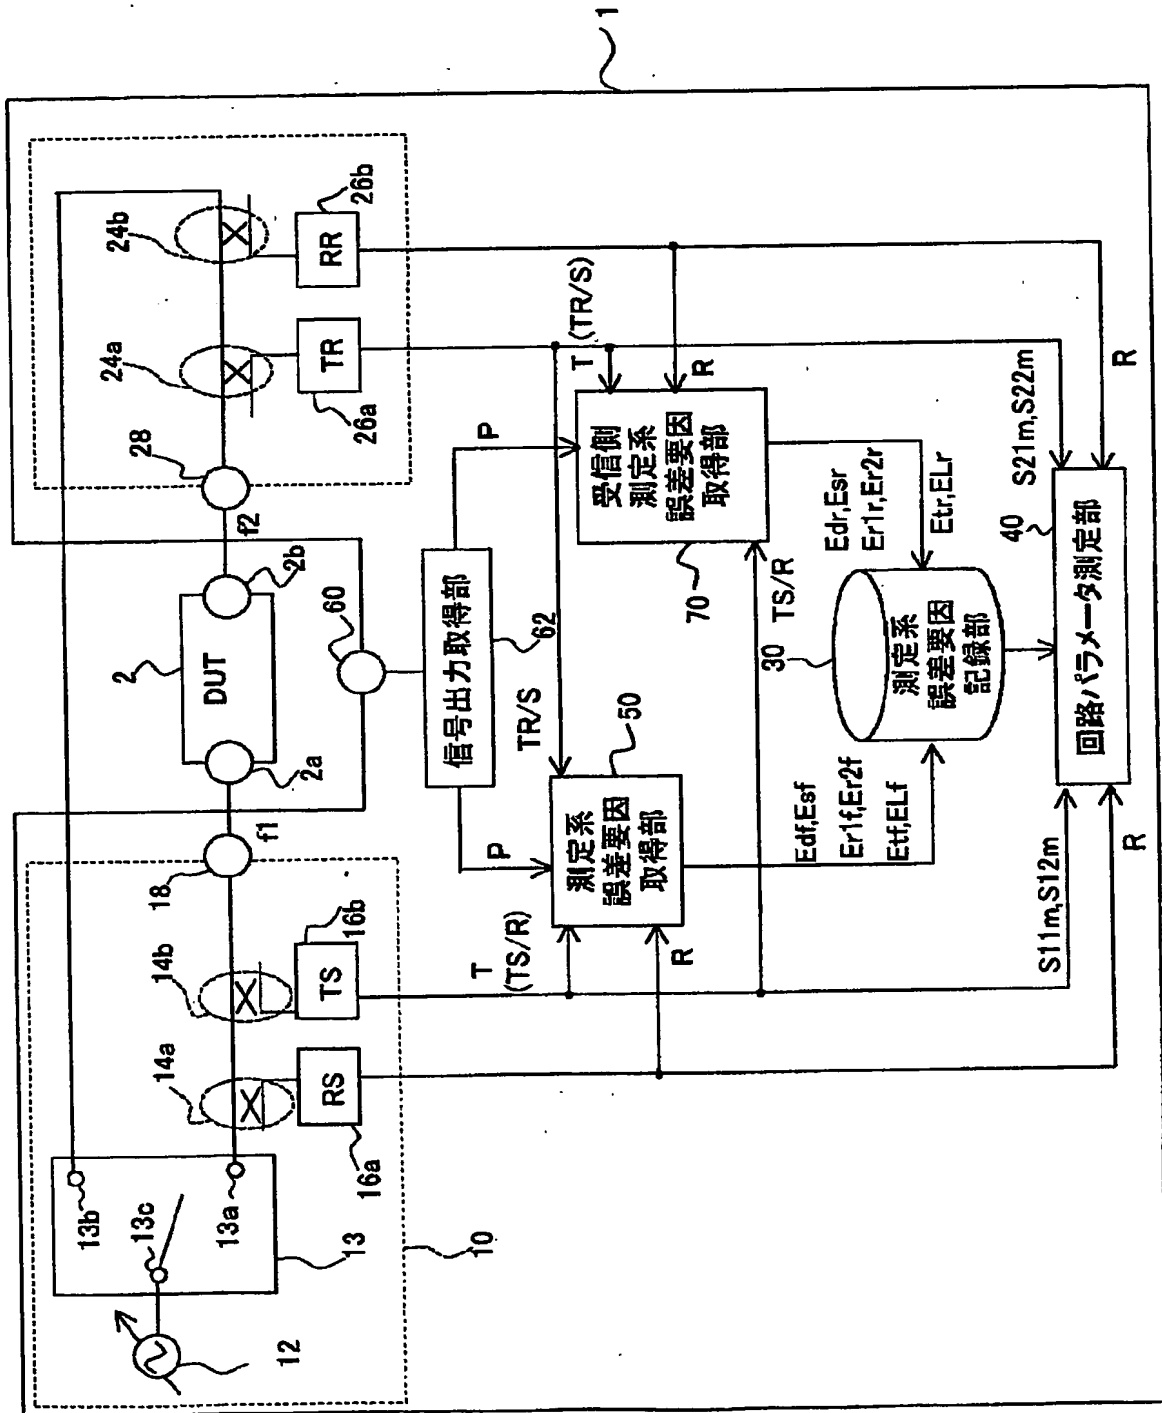 12
13
13a
13b
13c
10
14a
14b
16a
RS
16b
TS
18
f1
2a
DUT
2
2b
f2
28
24a
24b
26a
TR
26b
RR
1
60
信号出力取得部
62
P
P
T
(TS/R)
R
TR/S
T
(TR/S)
R
測定系
誤差要因
取得部
50
受信側
測定系
誤差要因
取得部
70
TS/R
Edf,Esf
Er1f,Er2f
Etf,ELf
Edr,Esr
Er1r,Er2r
Etr,ELr
30
測定系
誤差要因
記録部
S11m,S12m
R
S21m,S22m
R
40
回路パラメータ測定部